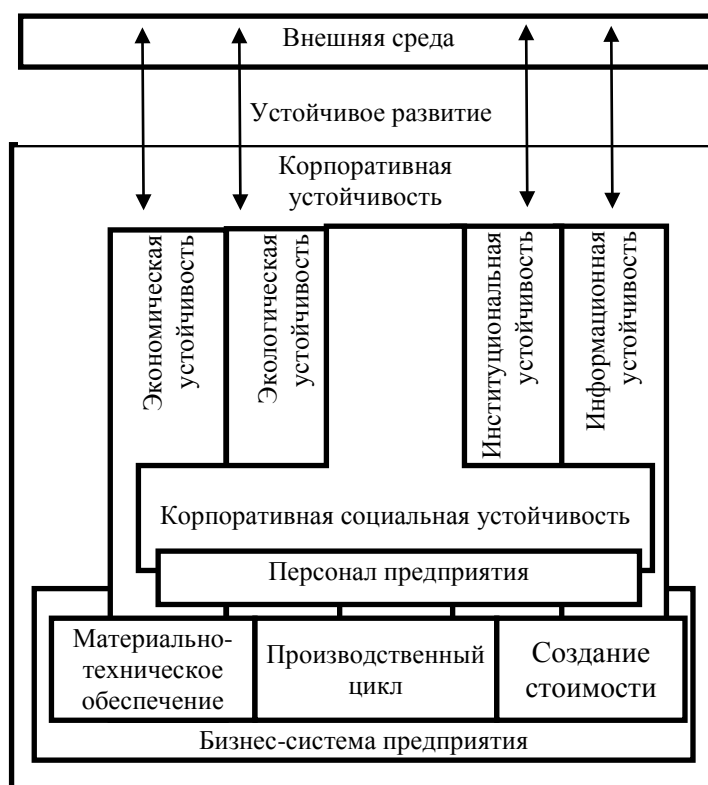 Внешняя среда
Устойчивое развитие
Корпоративная
устойчивость
Экономическая
устойчивость
Экологическая
устойчивость
Институциональная
устойчивость
Информационная
устойчивость
Корпоративная социальная устойчивость
Персонал предприятия
Материально-
техническое
обеспечение
Производственный
цикл
Создание
стоимости
Бизнес-система предприятия